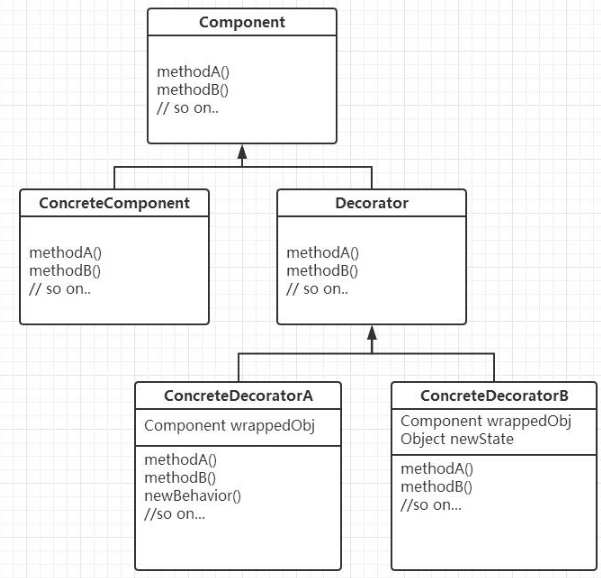 Component
methodA()
methodB()
// so on..
ConcreteComponent
methodA()
methodB()
// so on..
Decorator
methodA()
methodB()
// so on..
ConcreteDecoratorA
Component wrappedObj
methodA()
methodB()
newBehavior()
//so on...
ConcreteDecoratorB
Component wrappedObj
Object newState
methodA()
methodB()
//so on...